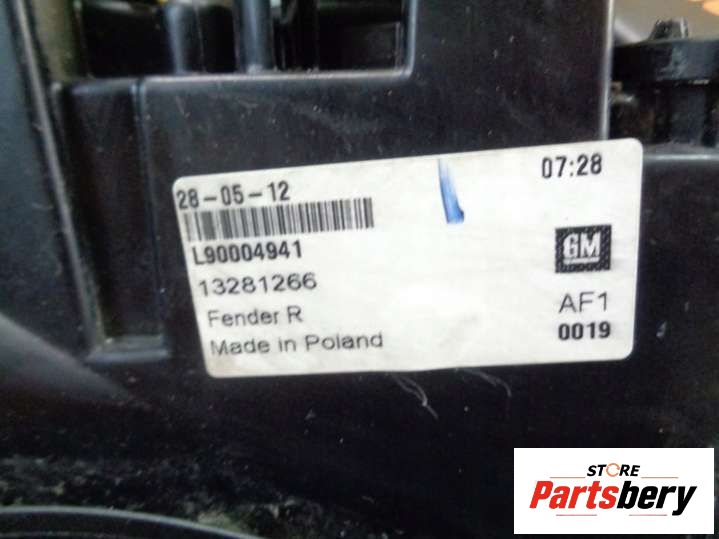 28-05-12
07:28
L90004941
GM
13281266
Fender R
AF1
Made in Poland
0019
STORE
Partsbery